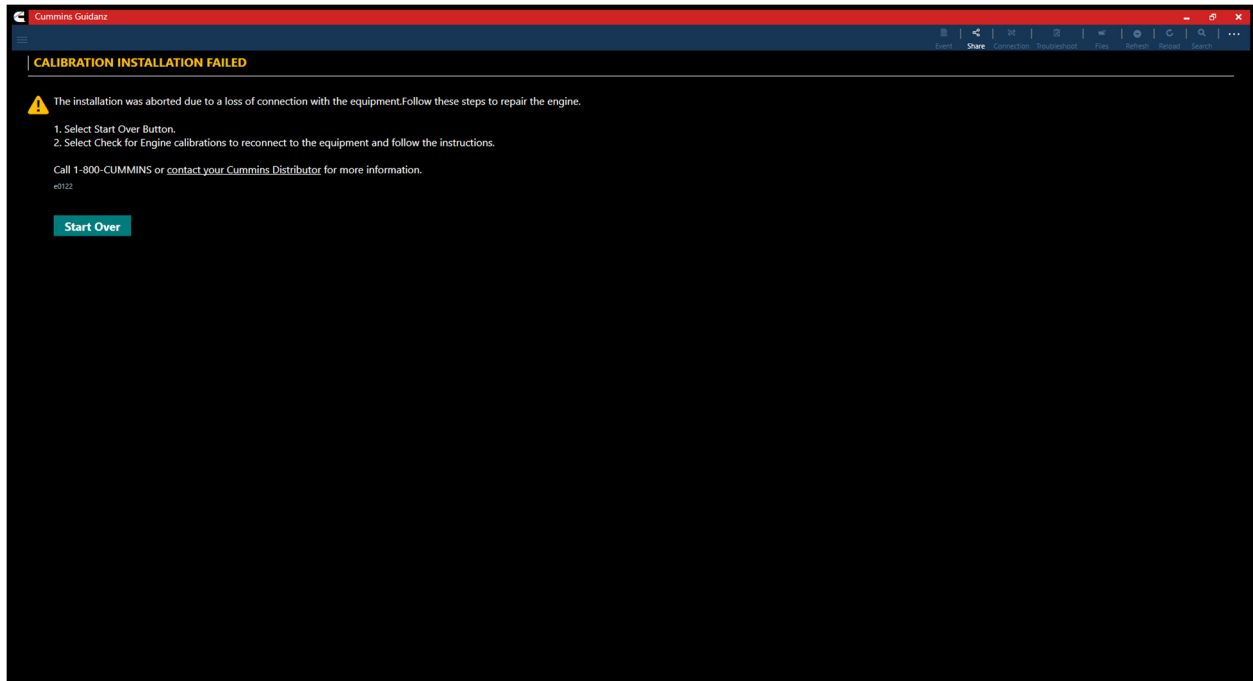 Cummins Guidanz
Event Share Connection Troubleshoot Files Refresh Reload Search
CALIBRATION INSTALLATION FAILED
The installation was aborted due to a loss of connection with the equipment.Follow these steps to repair the engine.
1. Select Start Over Button.
2. Select Check for Engine calibrations to reconnect to the equipment and follow the instructions.
Call 1-800-CUMMINS or contact your Cummins Distributor for more information.
e0122
Start Over